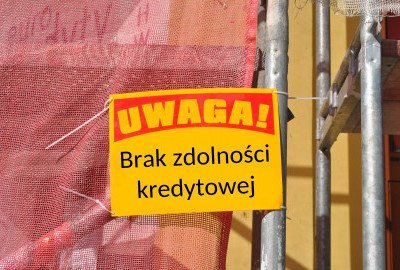 UWAGA!
Brak zdolności
kredytowej